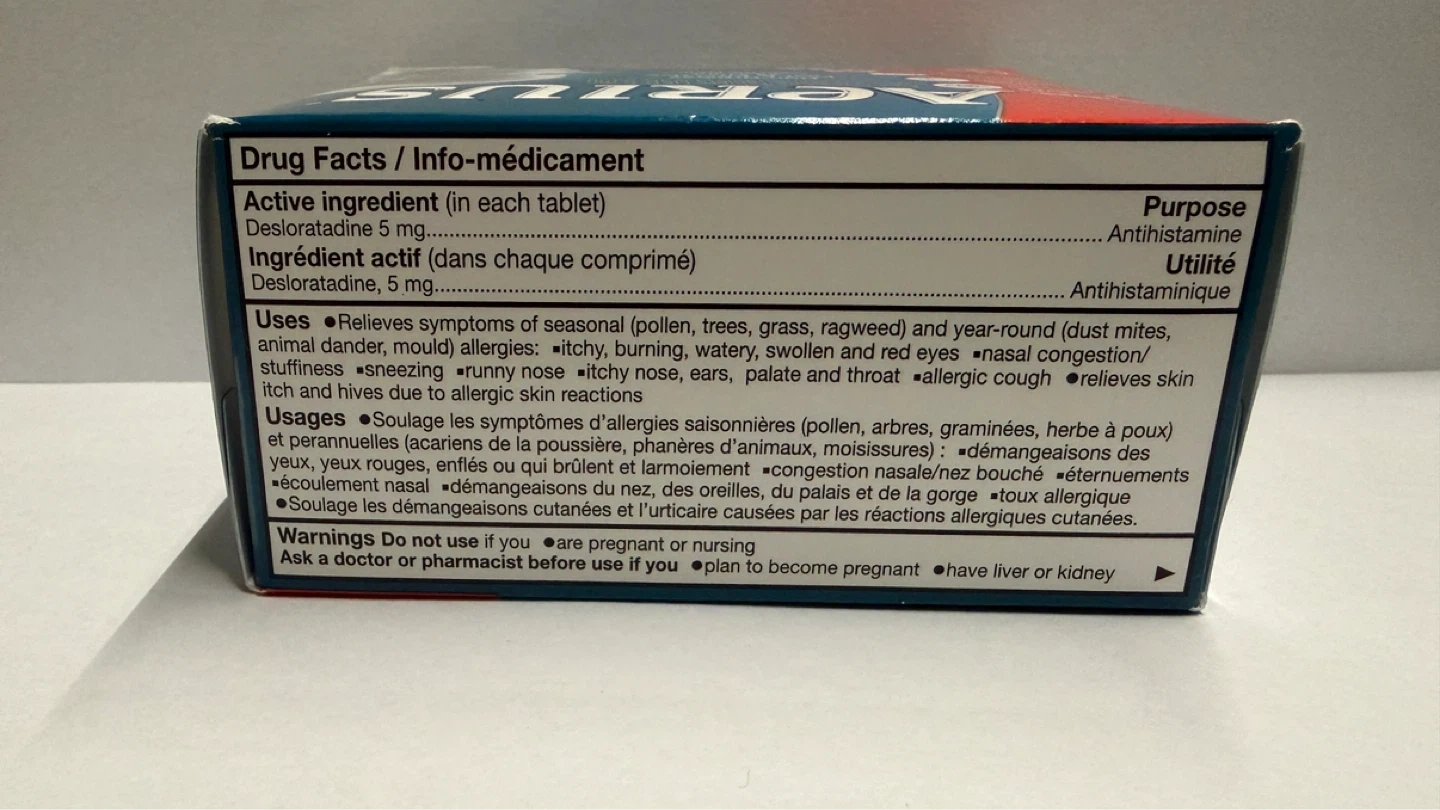 AERIUS
Drug Facts / Info-médicament
Active ingredient (in each tablet) Purpose
Desloratadine 5 mg........ Antihistamine
Ingrédient actif (dans chaque comprimé) Utilité
Desloratadine, 5 mg........ Antihistaminique
Uses ●Relieves symptoms of seasonal (pollen, trees, grass, ragweed) and year-round (dust mites,
animal dander, mould) allergies: ▪itchy, burning, watery, swollen and red eyes ▪nasal congestion/
stuffiness ▪sneezing ▪runny nose ▪itchy nose, ears, palate and throat ▪allergic cough ●relieves skin
itch and hives due to allergic skin reactions
Usages ●Soulage les symptômes d'allergies saisonnières (pollen, arbres, graminées, herbe à poux)
et perannuelles (acariens de la poussière, phanères d'animaux, moisissures) : ▪démangeaisons des
yeux, yeux rouges, enflés ou qui brûlent et larmoiement ▪congestion nasale/nez bouché ▪éternuements
▪écoulement nasal ▪démangeaisons du nez, des oreilles, du palais et de la gorge ▪toux allergique
●Soulage les démangeaisons cutanées et l'urticaire causées par les réactions allergiques cutanées.
Warnings Do not use if you ●are pregnant or nursing
Ask a doctor or pharmacist before use if you ●plan to become pregnant ●have liver or kidney ►